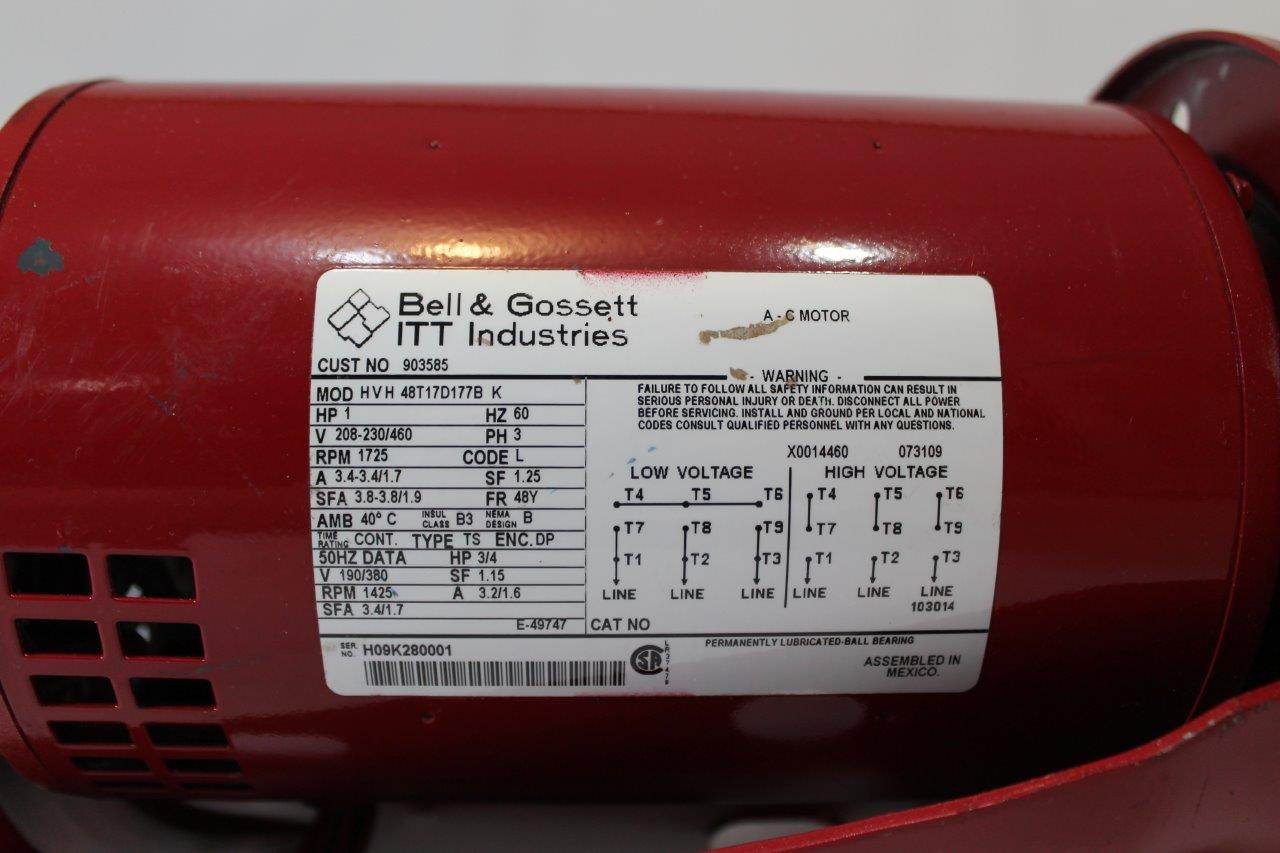 Bell & Gossett
ITT Industries
A - C MOTOR
CUST NO 903585
MOD HVH 48T17D177B K
HP 1 HZ 60
V 208-230/460 PH 3
RPM 1725 CODE L
A 3.4-3.4/1.7 SF 1.25
SFA 3.8-3.8/1.9 FR 48Y
AMB 40° C INSUL CLASS B3 NEMA DESIGN B
TIME RATING CONT. TYPE TS ENC. DP
50HZ DATA HP 3/4
V 190/380 SF 1.15
RPM 1425 A 3.2/1.6
SFA 3.4/1.7
E-49747
- WARNING -
FAILURE TO FOLLOW ALL SAFETY INFORMATION CAN RESULT IN
SERIOUS PERSONAL INJURY OR DEATH. DISCONNECT ALL POWER
BEFORE SERVICING. INSTALL AND GROUND PER LOCAL AND NATIONAL
CODES CONSULT QUALIFIED PERSONNEL WITH ANY QUESTIONS.
X0014460 073109
LOW VOLTAGE HIGH VOLTAGE
T4 T5 T6 T4 T5 T6
T7 T8 T9 T7 T8 T9
T1 T2 T3 T1 T2 T3
LINE LINE LINE LINE LINE LINE
103014
CAT NO
SER. NO. H09K280001
SA
PERMANENTLY LUBRICATED-BALL BEARING
ASSEMBLED IN
MEXICO.